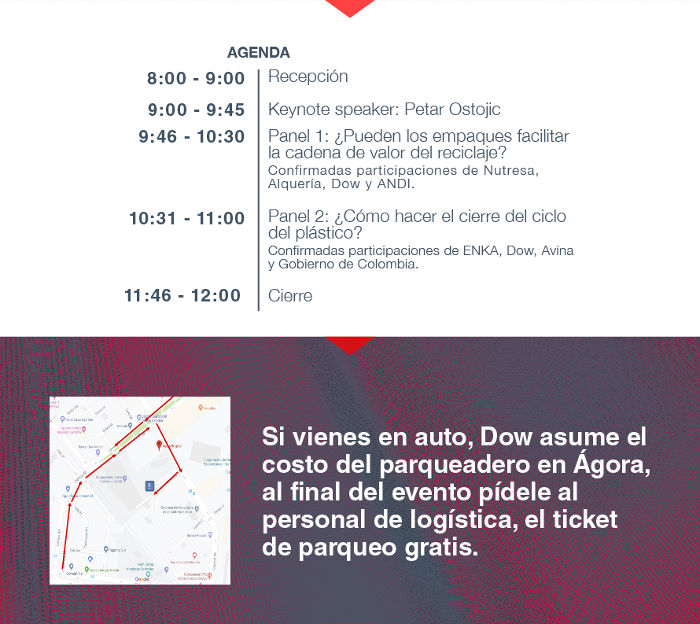 AGENDA
8:00 - 9:00 Recepción
9:00 - 9:45 Keynote speaker: Petar Ostojic
9:46 - 10:30 Panel 1: ¿Pueden los empaques facilitar
la cadena de valor del reciclaje?
Confirmadas participaciones de Nutresa,
Alquería, Dow y ANDI.
10:31 - 11:00 Panel 2: ¿Cómo hacer el cierre del ciclo
del plástico?
Confirmadas participaciones de ENKA, Dow, Avina
y Gobierno de Colombia.
11:46 - 12:00 Cierre
Si vienes en auto, Dow asume el
costo del parqueadero en Ágora,
al final del evento pídele al
personal de logística, el ticket
de parqueo gratis.
Google